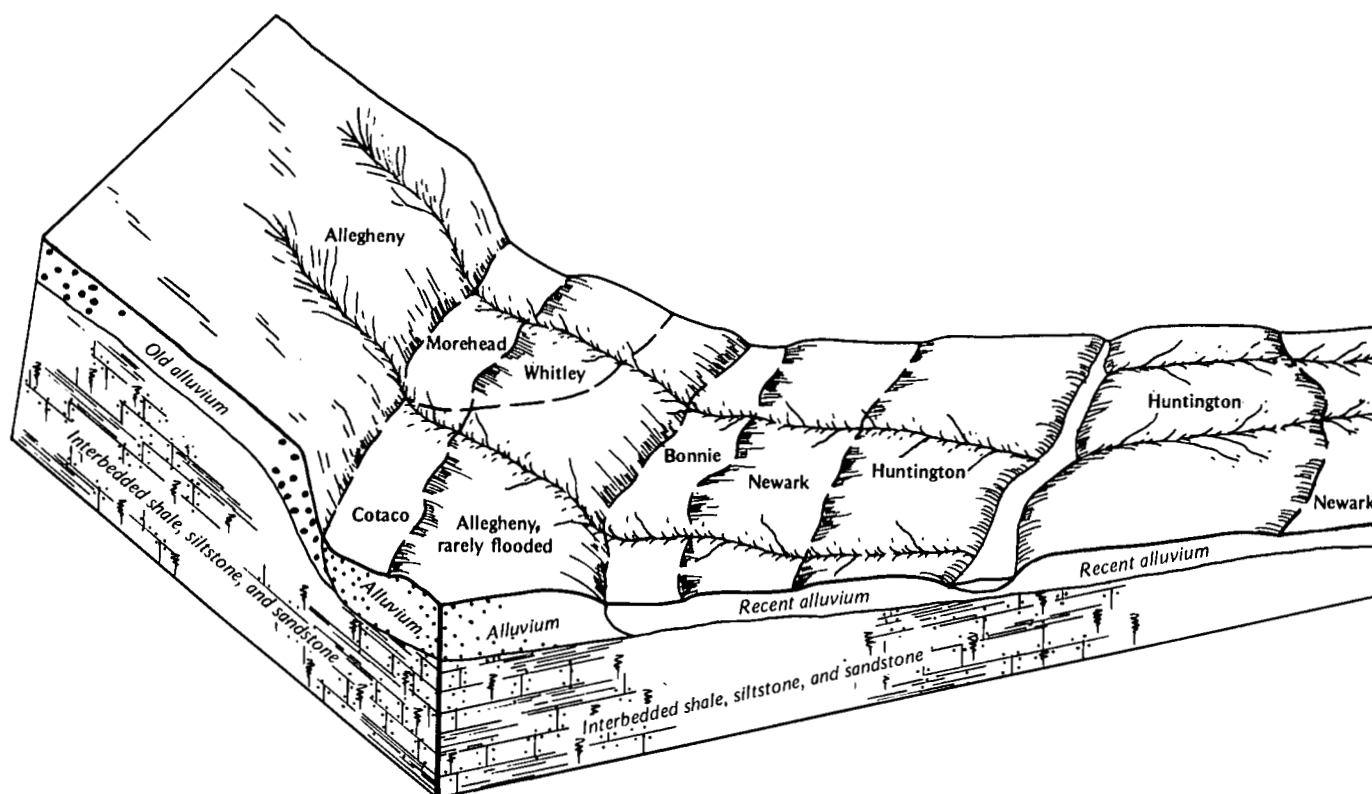 Allegheny
Old alluvium
Morehead
Whitley
Huntington
Bonnie
Newark
Huntington
Interbedded shale, siltstone, and sandstone
Cotaco
Allegheny,
rarely flooded
Newark
Alluvium
Alluvium
Recent alluvium
Recent alluvium
Interbedded shale, siltstone, and sandstone